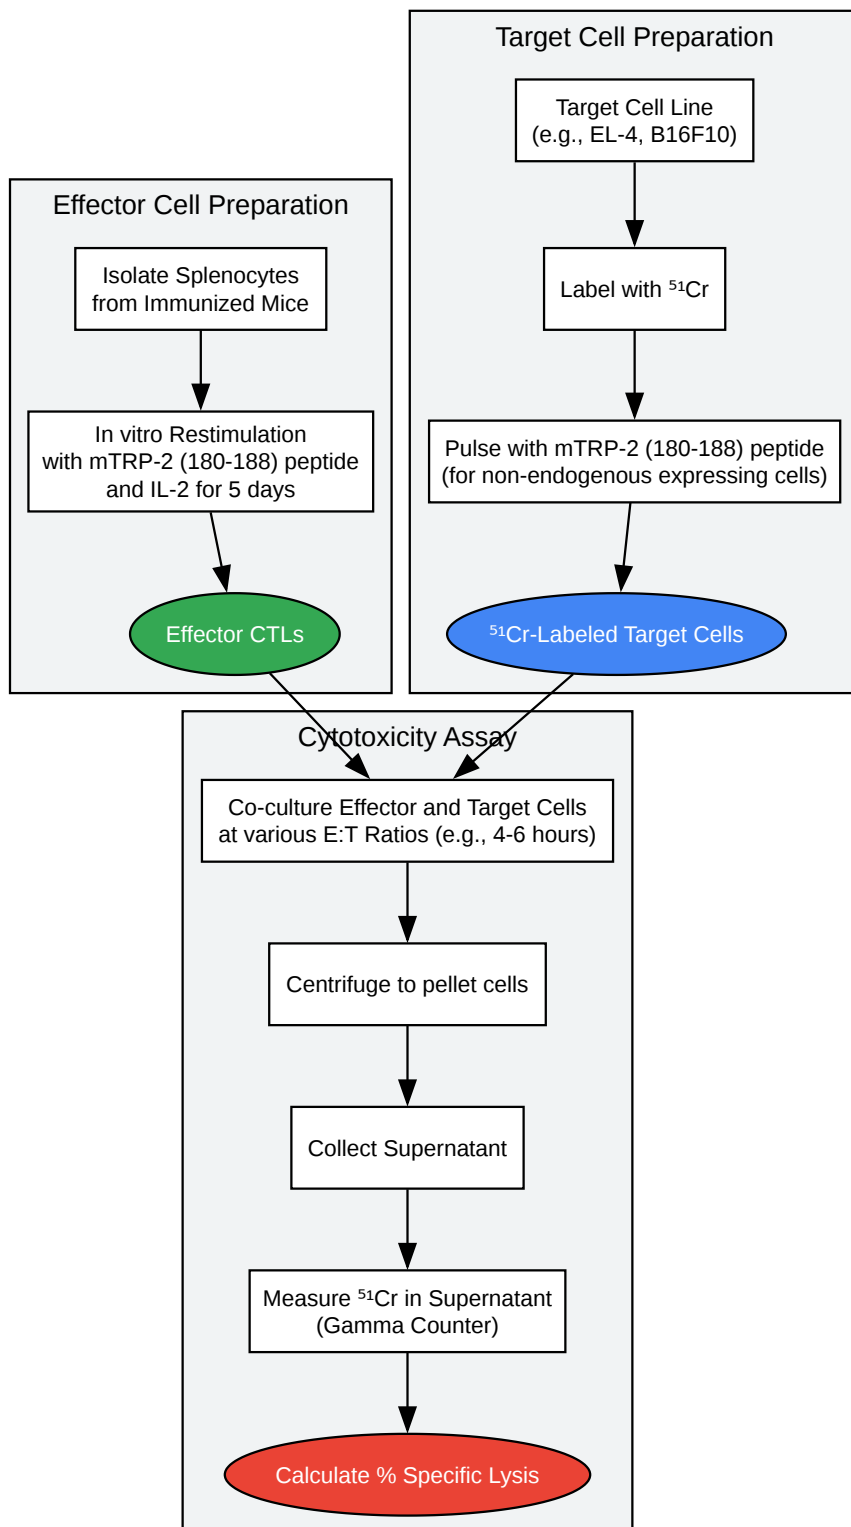 Target Cell Preparation
Target Cell Line
(e.g., EL-4, B16F10)
Label with ⁵¹Cr
Pulse with mTRP-2 (180-188) peptide
(for non-endogenous expressing cells)
⁵¹Cr-Labeled Target Cells
Effector Cell Preparation
Isolate Splenocytes
from Immunized Mice
In vitro Restimulation
with mTRP-2 (180-188) peptide
and IL-2 for 5 days
Effector CTLs
Cytotoxicity Assay
Co-culture Effector and Target Cells
at various E:T Ratios (e.g., 4-6 hours)
Centrifuge to pellet cells
Collect Supernatant
Measure ⁵¹Cr in Supernatant
(Gamma Counter)
Calculate % Specific Lysis